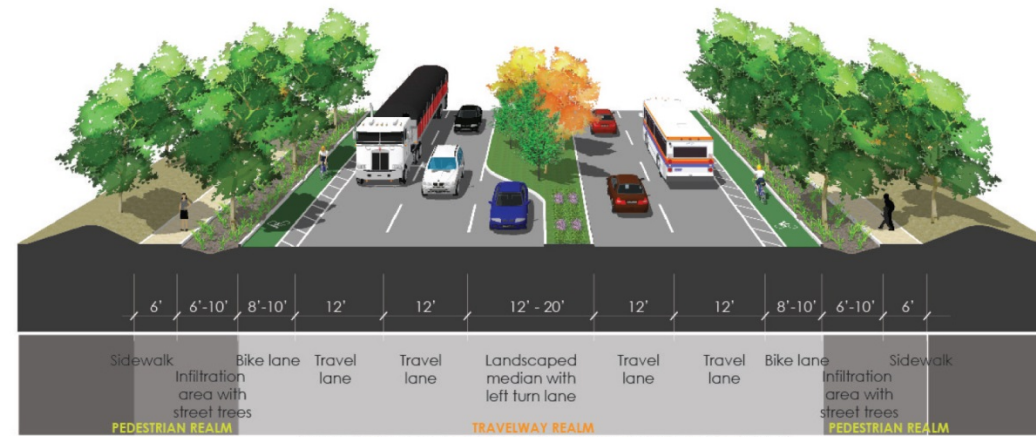 6' 6'-10' 8'-10' 12' 12' 12' - 20' 12' 12' 8'-10' 6'-10' 6'
Sidewalk
Infiltration
area with
street trees
Bike lane
Travel
lane
Travel
lane
Landscaped
median with
left turn lane
Travel
lane
Travel
lane
Bike lane
Infiltration
area with
street trees
Sidewalk
PEDESTRIAN REALM
TRAVELWAY REALM
PEDESTRIAN REALM